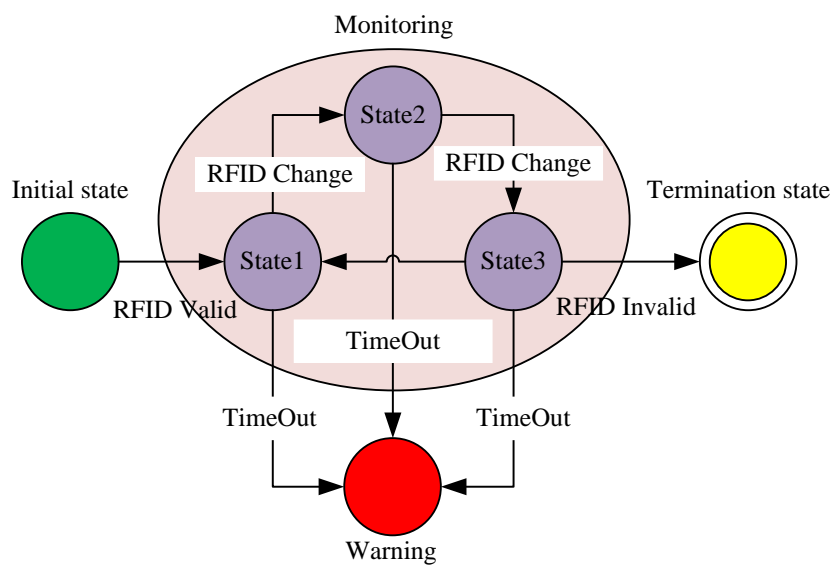 Monitoring
State2
RFID Change
RFID Change
Initial state
Termination state
State1
State3
RFID Valid
RFID Invalid
TimeOut
TimeOut
TimeOut
Warning